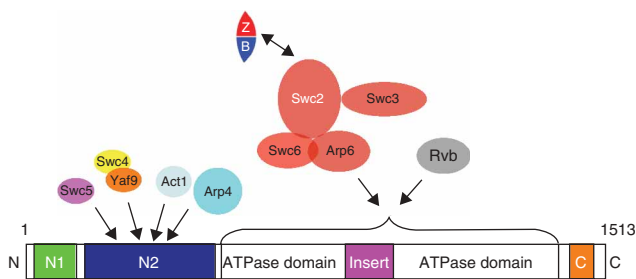 Z
B
Swc2
Swc3
Swc6
Arp6
Rvb
Swc4
Yaf9
Swc5
Act1
Arp4
1
1513
N
N1
N2
ATPase domain
Insert
ATPase domain
C
C